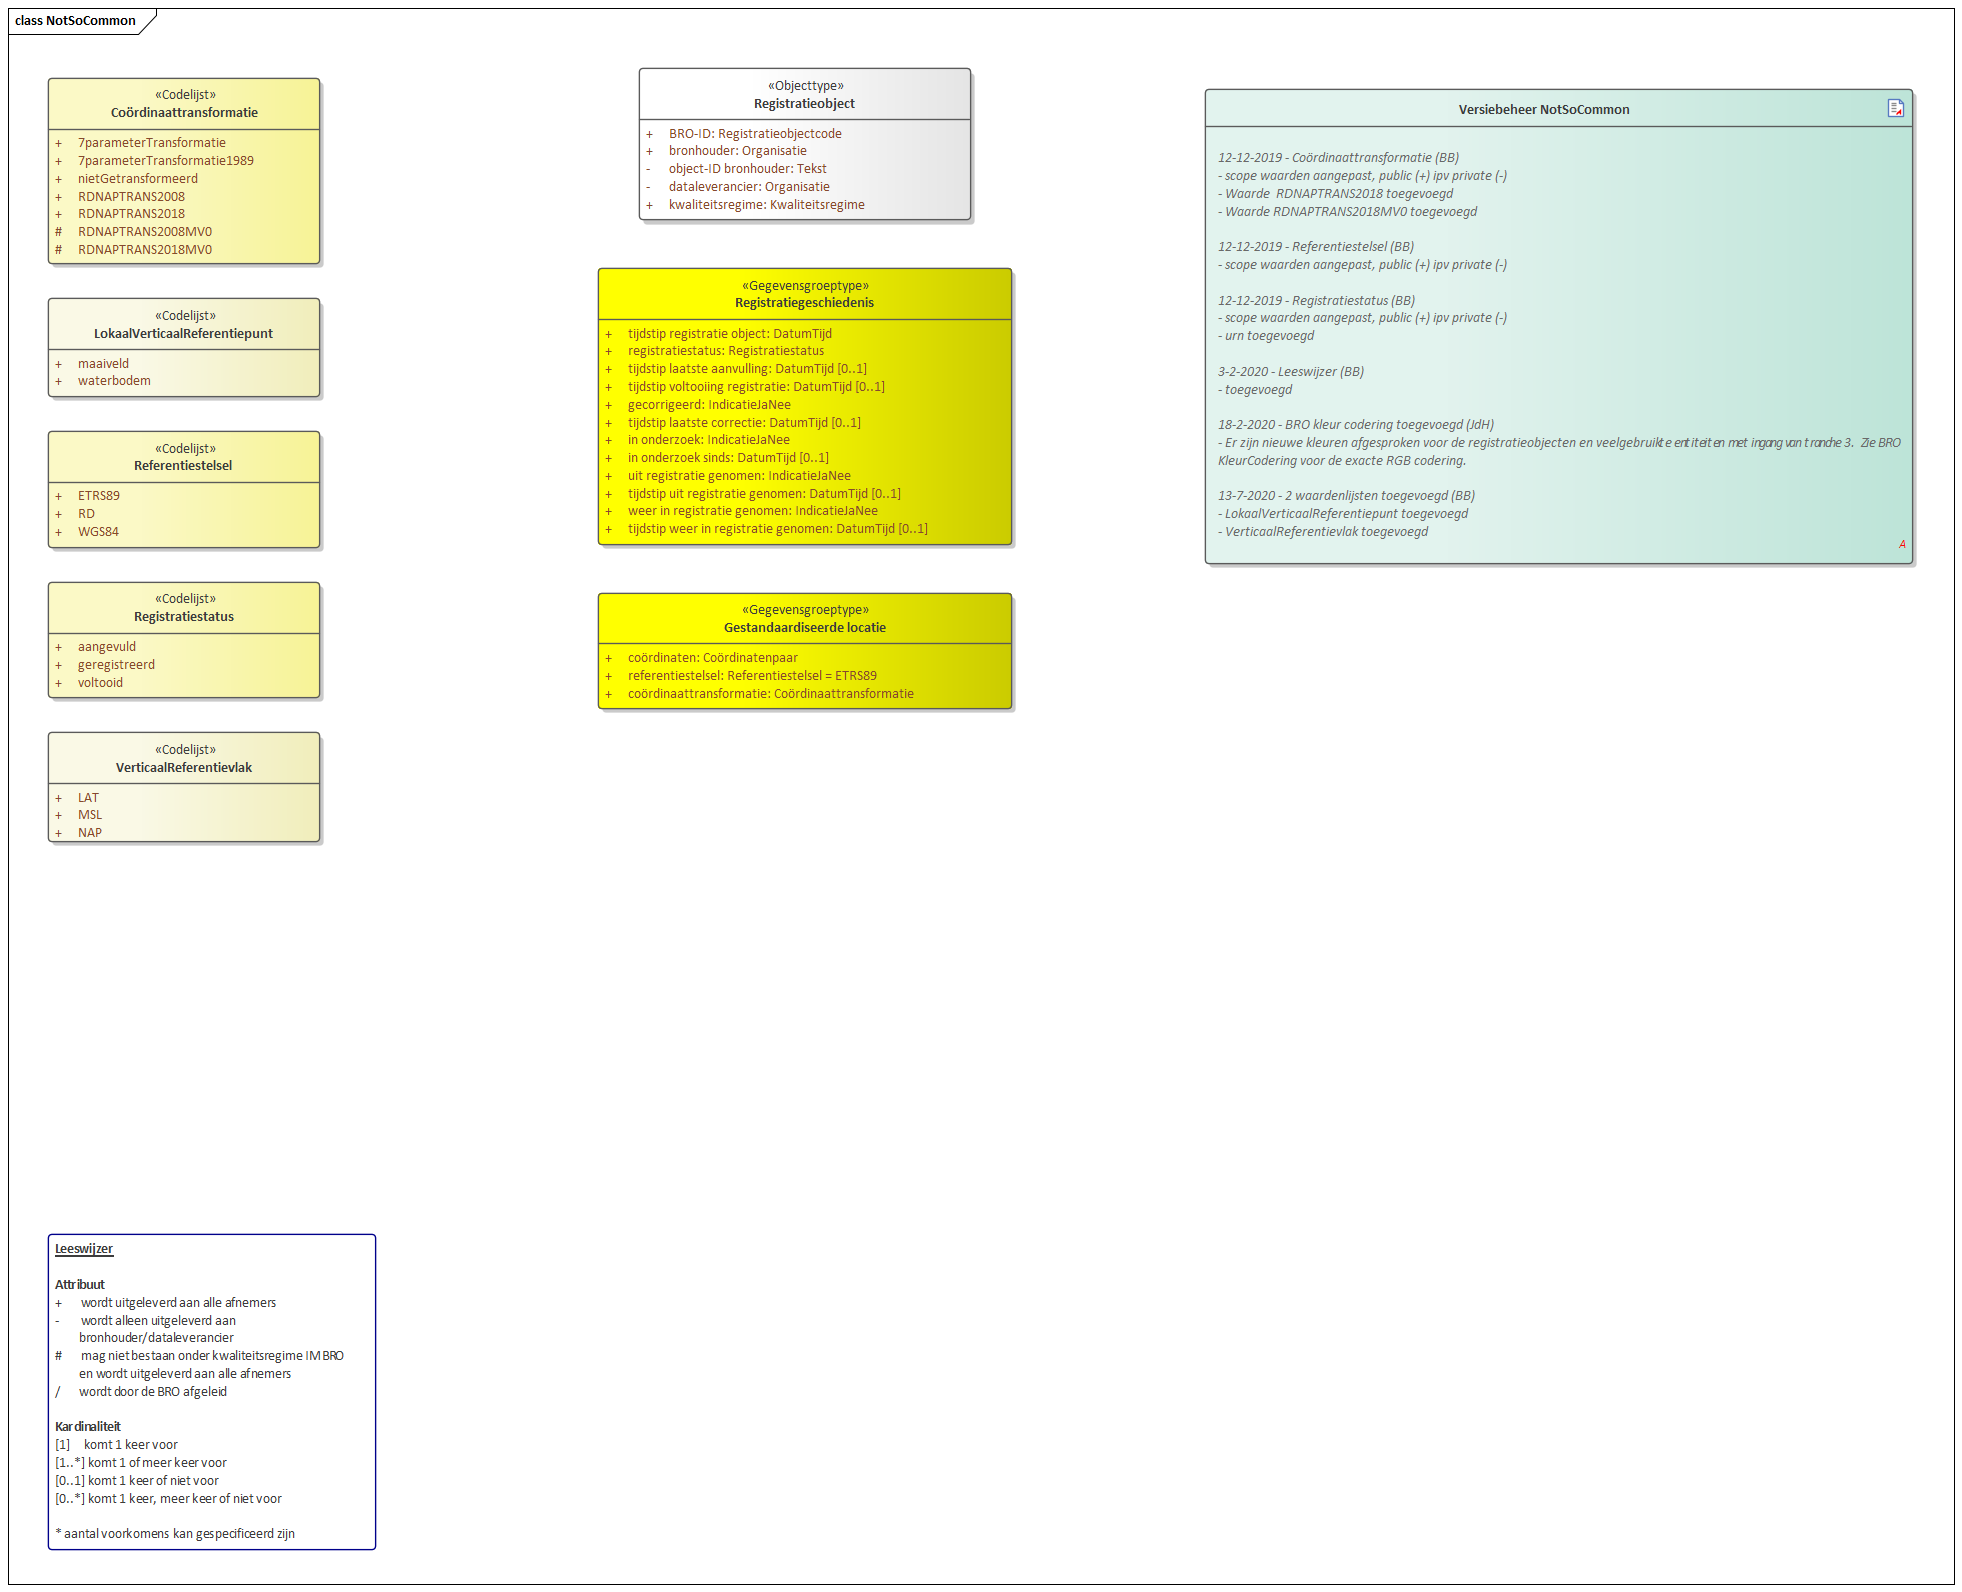 class NotSoCommon
«Codelijst»
Coördinaattransformatie
+ 7parameterTransformatie
+ 7parameterTransformatie1989
+ nietGetransformeerd
+ RDNAPTRANS2008
+ RDNAPTRANS2018
# RDNAPTRANS2008MV0
# RDNAPTRANS2018MV0
«Codelijst»
LokaalVerticaalReferentiepunt
+ maaiveld
+ waterbodem
«Codelijst»
Referentiestelsel
+ ETRS89
+ RD
+ WGS84
«Codelijst»
Registratiestatus
+ aangevuld
+ geregistreerd
+ voltooid
«Codelijst»
VerticaalReferentievlak
+ LAT
+ MSL
+ NAP
«Objecttype»
Registratieobject
+ BRO-ID: Registratieobjectcode
+ bronhouder: Organisatie
- object-ID bronhouder: Tekst
- dataleverancier: Organisatie
+ kwaliteitsregime: Kwaliteitsregime
«Gegevensgroeptype»
Registratiegeschiedenis
+ tijdstip registratie object: DatumTijd
+ registratiestatus: Registratiestatus
+ tijdstip laatste aanvulling: DatumTijd [0..1]
+ tijdstip voltooiing registratie: DatumTijd [0..1]
+ gecorrigeerd: IndicatieJaNee
+ tijdstip laatste correctie: DatumTijd [0..1]
+ in onderzoek: IndicatieJaNee
+ in onderzoek sinds: DatumTijd [0..1]
+ uit registratie genomen: IndicatieJaNee
+ tijdstip uit registratie genomen: DatumTijd [0..1]
+ weer in registratie genomen: IndicatieJaNee
+ tijdstip weer in registratie genomen: DatumTijd [0..1]
«Gegevensgroeptype»
Gestandaardiseerde locatie
+ coördinaten: Coördinatenpaar
+ referentiestelsel: Referentiestelsel = ETRS89
+ coördinaattransformatie: Coördinaattransformatie
Versiebeheer NotSoCommon
12-12-2019 - Coördinaattransformatie (BB)
- scope waarden aangepast, public (+) ipv private (-)
- Waarde RDNAPTRANS2018 toegevoegd
- Waarde RDNAPTRANS2018MV0 toegevoegd
12-12-2019 - Referentiestelsel (BB)
- scope waarden aangepast, public (+) ipv private (-)
12-12-2019 - Registratiestatus (BB)
- scope waarden aangepast, public (+) ipv private (-)
- urn toegevoegd
3-2-2020 - Leeswijzer (BB)
- toegevoegd
18-2-2020 - BRO kleur codering toegevoegd (JdH)
- Er zijn nieuwe kleuren afgesproken voor de registratieobjecten en veelgebruikte entiteiten met ingang van tranche 3. Zie BRO
KleurCodering voor de exacte RGB codering.
13-7-2020 - 2 waardenlijsten toegevoegd (BB)
- LokaalVerticaalReferentiepunt toegevoegd
- VerticaalReferentievlak toegevoegd
A
Leeswijzer
Attribuut
+ wordt uitgeleverd aan alle afnemers
- wordt alleen uitgeleverd aan
bronhouder/dataleverancier
# mag niet bestaan onder kwaliteitsregime IMBRO
en wordt uitgeleverd aan alle afnemers
/ wordt door de BRO afgeleid
Kardinaliteit
[1] komt 1 keer voor
[1..*] komt 1 of meer keer voor
[0..1] komt 1 keer of niet voor
[0..*] komt 1 keer, meer keer of niet voor
* aantal voorkomens kan gespecificeerd zijn